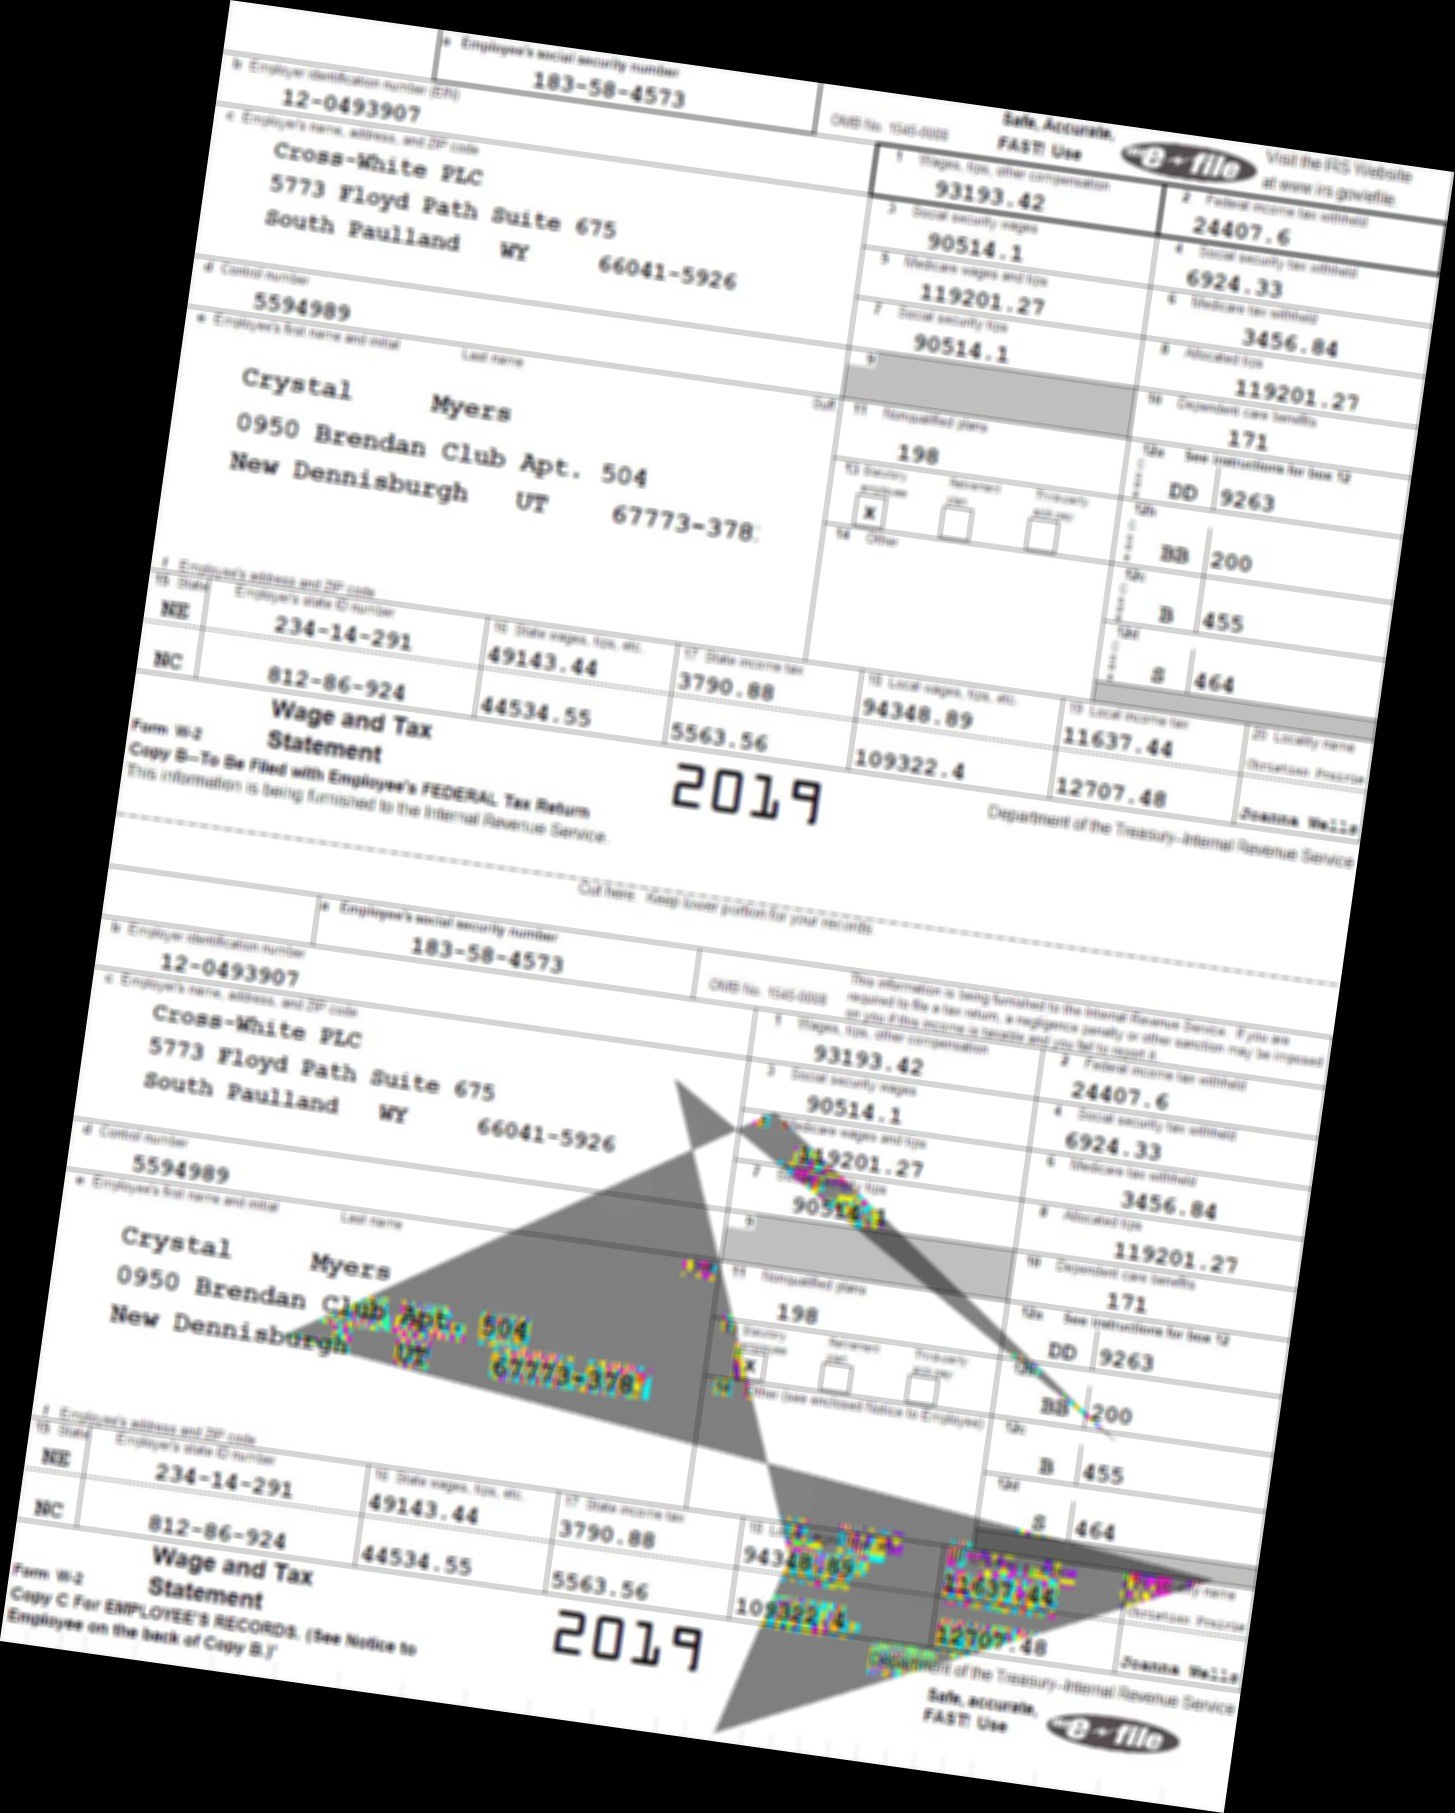 a Employee's social security number
183-58-4573
OMB No. 1545-0008
Safe, Accurate,
FAST! Use
e-file
Visit the IRS Website
at www.irs.gov/efile.
b Employer identification number (EIN)
12-0493907
c Employer's name, address, and ZIP code
Cross-White PLC
5773 Floyd Path Suite 675
South Paulland WY 66041-5926
1 Wages, tips, other compensation
93193.42
2 Federal income tax withheld
24407.6
3 Social security wages
90514.1
4 Social security tax withheld
6924.33
5 Medicare wages and tips
119201.27
6 Medicare tax withheld
3456.84
7 Social security tips
90514.1
8 Allocated tips
119201.27
d Control number
5594989
9
10 Dependent care benefits
171
e Employee's first name and initial Last name Suff.
Crystal Myers
0950 Brendan Club Apt. 504
New Dennisburgh UT 67773-378
11 Nonqualified plans
198
12a See instructions for box 12
DD 9263
13 Statutory employee Retirement plan Third-party sick pay
X
12b
BB 200
14 Other
12c
B 455
12d
S 464
f Employee's address and ZIP code
15 State Employer's state ID number
16 State wages, tips, etc.
17 State income tax
18 Local wages, tips, etc.
19 Local income tax
20 Locality name
NE 234-14-291 49143.44 3790.88 94348.89 11637.44
NC 812-86-924 44534.55 5563.56 109322.4 12707.48 Joanna Wells
Form W-2
Wage and Tax
Statement
2019
Department of the Treasury-Internal Revenue Service
Copy B-To Be Filed with Employee's FEDERAL Tax Return
This information is being furnished to the Internal Revenue Service.
Cut here. Keep lower portion for your records.
a Employee's social security number
183-58-4573
OMB No. 1545-0008
This information is being furnished to the Internal Revenue Service. If you are
required to file a tax return, a negligence penalty or other sanction may be imposed
on you if this income is taxable and you fail to report it.
b Employer identification number
12-0493907
c Employer's name, address, and ZIP code
Cross-White PLC
5773 Floyd Path Suite 675
South Paulland WY 66041-5926
1 Wages, tips, other compensation
93193.42
2 Federal income tax withheld
24407.6
3 Social security wages
90514.1
4 Social security tax withheld
6924.33
5 Medicare wages and tips
119201.27
6 Medicare tax withheld
3456.84
7 tips
90514.1
8 Allocated tips
119201.27
d Control number
5594989
9
10 Dependent care benefits
171
e Employee's first name and initial Last name
Crystal Myers
0950 Brendan Club Apt. 504
New Dennisburgh UT 67773-378
11 Nonqualified plans
198
12a See instructions for box 12
DD 9263
Statutory employee Retirement plan Third-party sick pay
X
12b
BB 200
14 Other (see enclosed Notice to Employee)
12c
B 455
12d
S 464
f Employee's address and ZIP code
15 State Employer's state ID number
16 State wages, tips, etc.
17 State income tax
18
name
NE 234-14-291 49143.44 3790.88 94348.89 11637.44
NC 812-86-924 44534.55 5563.56 109322.4 12707.48 Joanna Wells
Form W-2
Wage and Tax
Statement
2019
Department of the Treasury-Internal Revenue Service
Copy C For EMPLOYEE'S RECORDS. (See Notice to
Employee on the back of Copy B.)
Safe, accurate,
FAST! Use
e-file